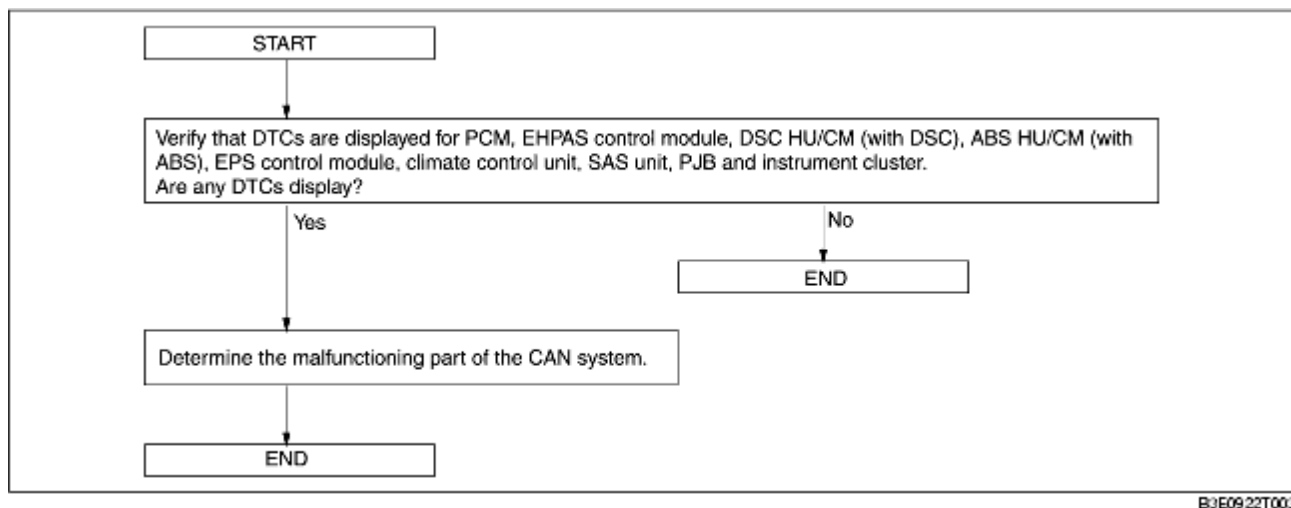 START
Verify that DTCs are displayed for PCM, EHPAS control module, DSC HU/CM (with DSC), ABS HU/CM (with
ABS), EPS control module, climate control unit, SAS unit, PJB and instrument cluster.
Are any DTCs display?
Yes
No
END
Determine the malfunctioning part of the CAN system.
END